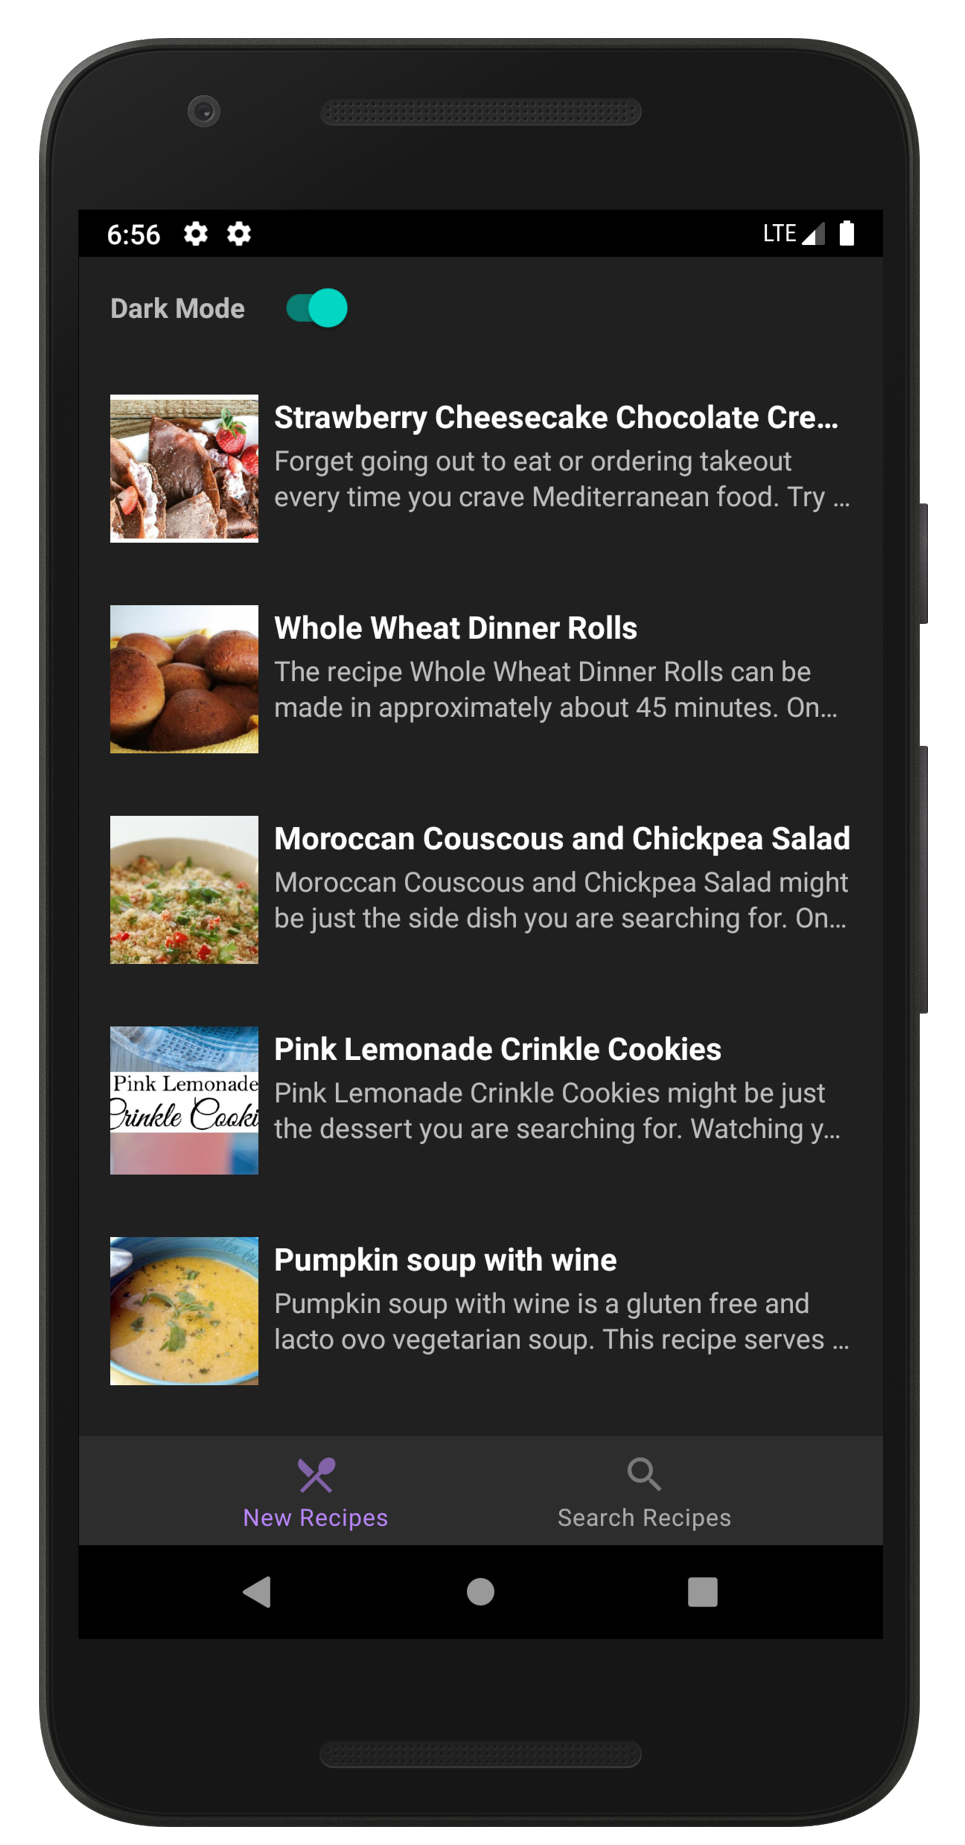 6:56 LTE
Dark Mode
Strawberry Cheesecake Chocolate Cre...
Forget going out to eat or ordering takeout
every time you crave Mediterranean food. Try ...
Whole Wheat Dinner Rolls
The recipe Whole Wheat Dinner Rolls can be
made in approximately about 45 minutes. On...
Moroccan Couscous and Chickpea Salad
Moroccan Couscous and Chickpea Salad might
be just the side dish you are searching for. On...
Pink Lemonade
Crinkle Cooki
Pink Lemonade Crinkle Cookies
Pink Lemonade Crinkle Cookies might be just
the dessert you are searching for. Watching y...
Pumpkin soup with wine
Pumpkin soup with wine is a gluten free and
lacto ovo vegetarian soup. This recipe serves ...
New Recipes
Search Recipes